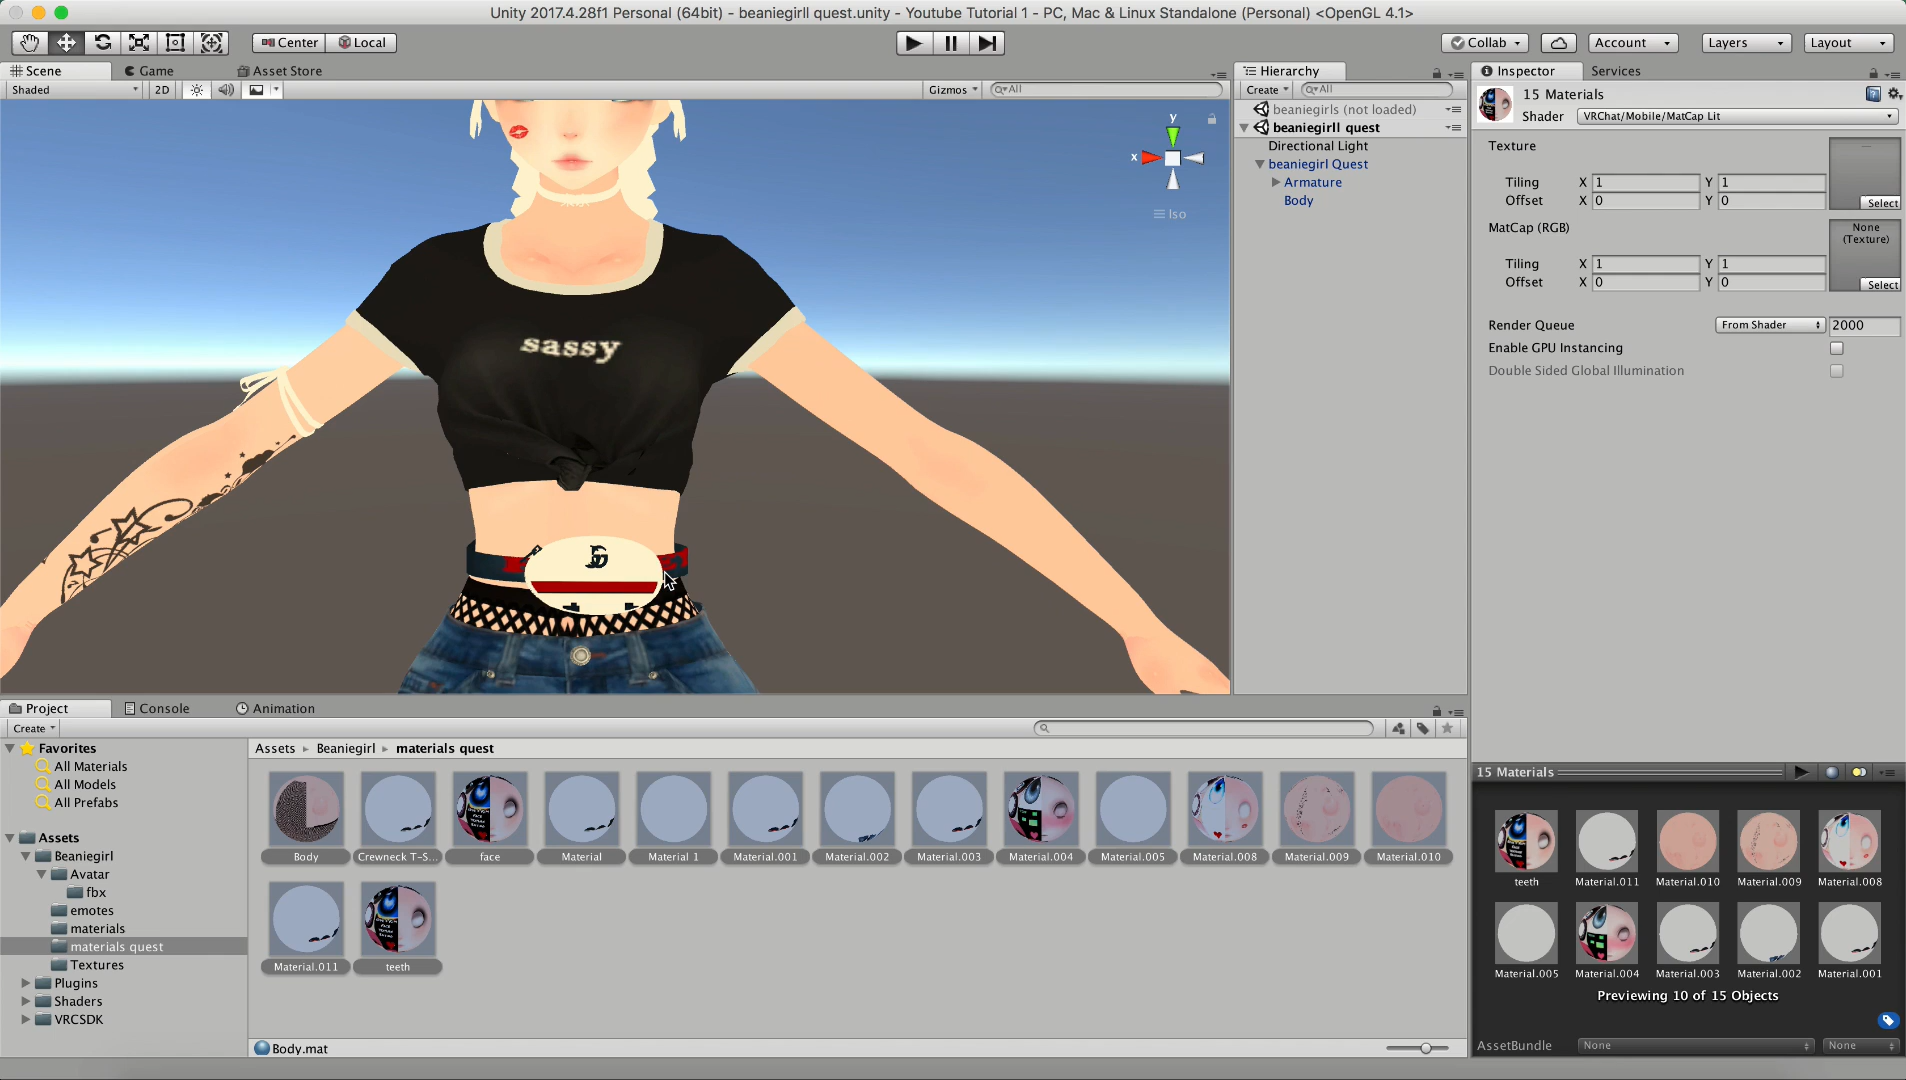 Unity 2017.4.28f1 Personal (64bit) - beaniegirll quest.unity - Youtube Tutorial 1 - PC, Mac & Linux Standalone (Personal) <OpenGL 4.1>
Center Local Collab Account Layers Layout
Scene Game Asset Store
Shaded 2D Gizmos All
y
x
Iso
sassy
Hierarchy
Create All
beaniegirls (not loaded)
beaniegirll quest
Directional Light
beaniegirl Quest
Armature
Body
Inspector Services
15 Materials
Shader VRChat/Mobile/MatCap Lit
Texture
Tiling X 1 Y 1
Offset X 0 Y 0
Select
MatCap (RGB)
None
(Texture)
Tiling X 1 Y 1
Offset X 0 Y 0
Select
Render Queue From Shader 2000
Enable GPU Instancing
Double Sided Global Illumination
Project Console Animation
Create
Favorites
All Materials
All Models
All Prefabs
Assets
Beaniegirl
Avatar
fbx
emotes
materials
materials quest
Textures
Plugins
Shaders
VRCSDK
Assets Beaniegirl materials quest
Body Crewneck T-S... face Material Material 1 Material.001 Material.002 Material.003 Material.004 Material.005 Material.008 Material.009 Material.010
Material.011 teeth
Body.mat
15 Materials
teeth Material.011 Material.010 Material.009 Material.008
Material.005 Material.004 Material.003 Material.002 Material.001
Previewing 10 of 15 Objects
AssetBundle None None